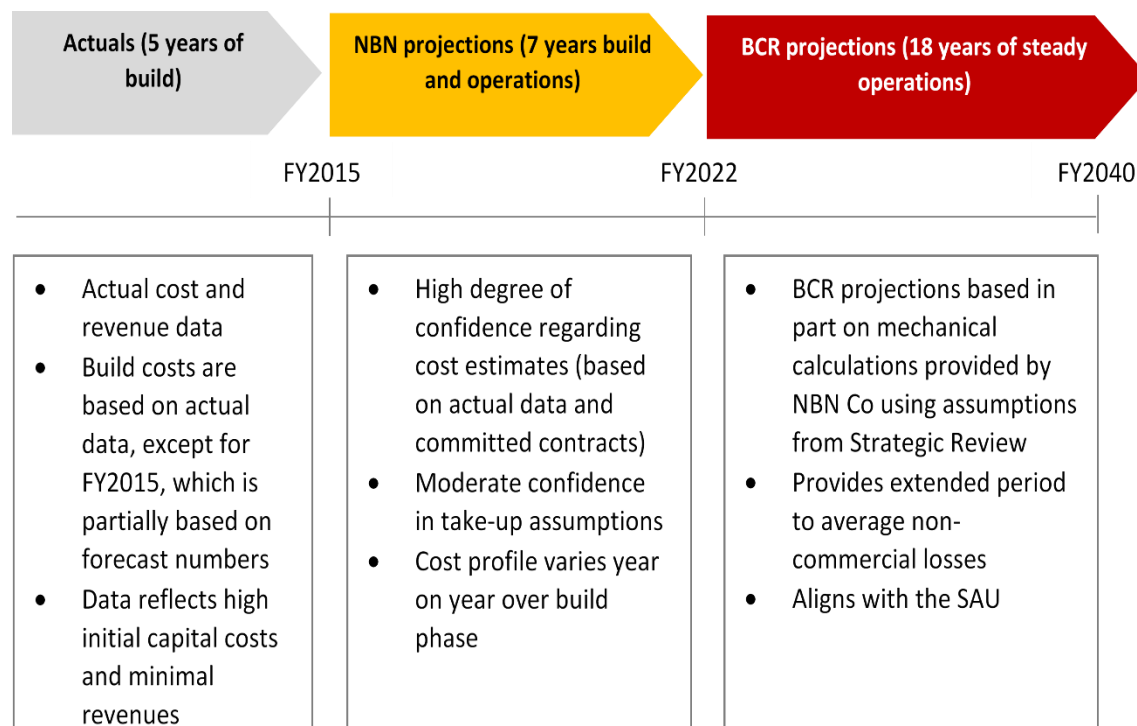 Actuals (5 years of
build)
NBN projections (7 years build
and operations)
BCR projections (18 years of steady
operations)
FY2015
FY2022
FY2040
• Actual cost and
revenue data
• Build costs are
based on actual
data, except for
FY2015, which is
partially based on
forecast numbers
• Data reflects high
initial capital costs
and minimal
revenues
• High degree of
confidence regarding
cost estimates (based
on actual data and
committed contracts)
• Moderate confidence
in take-up assumptions
• Cost profile varies year
on year over build
phase
• BCR projections based in
part on mechanical
calculations provided by
NBN Co using assumptions
from Strategic Review
• Provides extended period
to average non-
commercial losses
• Aligns with the SAU